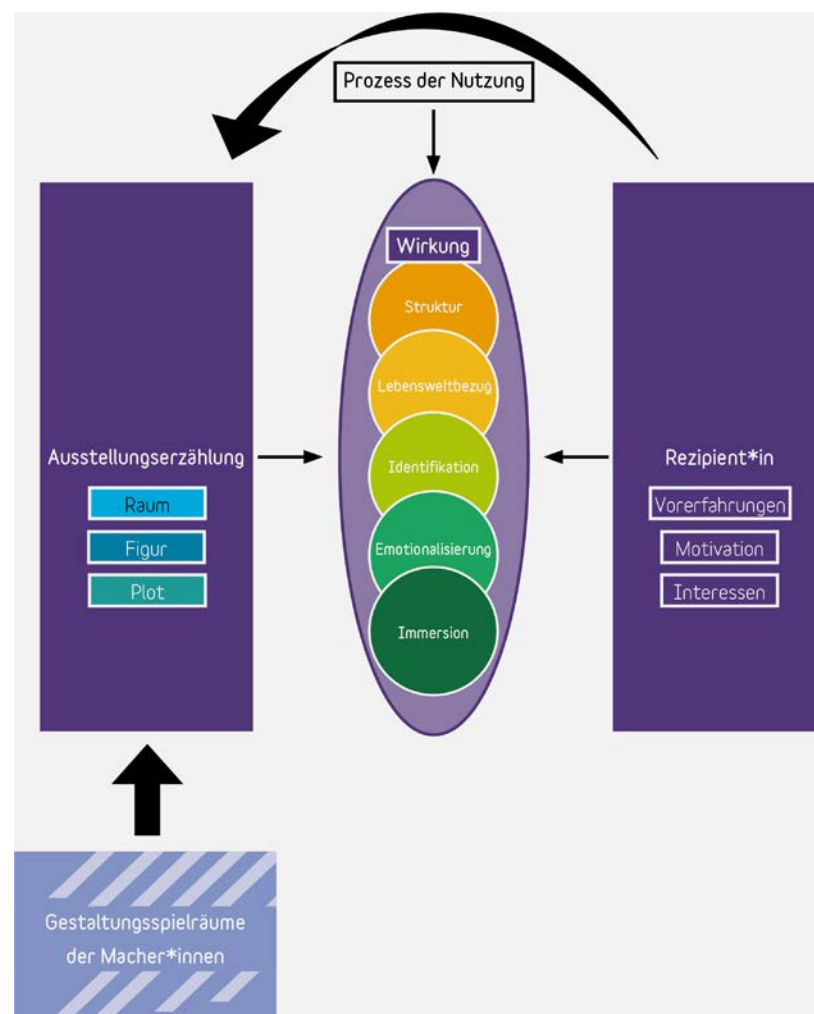 Prozess der Nutzung
Wirkung
Struktur
Lebensweltbezug
Identifikation
Emotionalisierung
Immersion
Ausstellungserzählung
Raum
Figur
Plot
Rezipient*in
Vorerfahrungen
Motivation
Interessen
Gestaltungsspielräume
der Macher*innen